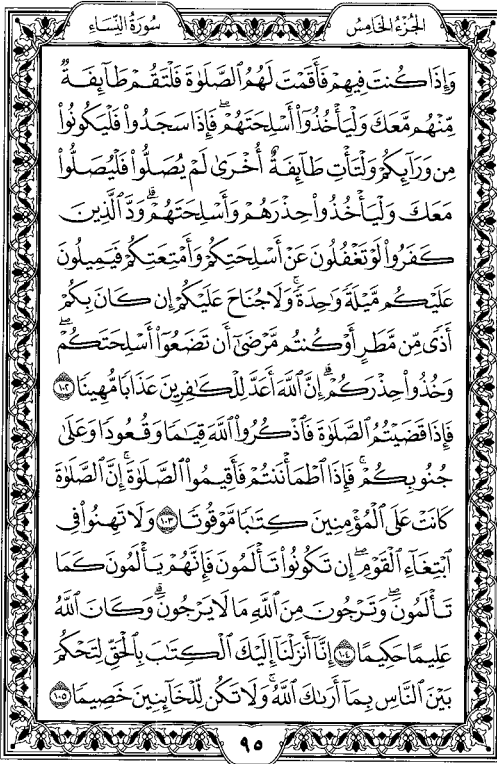 الجزء الخامس
سورة النساء
وَإِذَا كُنتَ فِيهِمْ فَأَقَمْتَ لَهُمُ ٱلصَّلَوٰةَ فَلْتَقُمْ طَآئِفَةٌ
مِّنْهُم مَّعَكَ وَلْيَأْخُذُوٓا۟ أَسْلِحَتَهُمْ ۖ فَإِذَا سَجَدُوا۟ فَلْيَكُونُوا۟
مِن وَرَآئِكُمْ وَلْتَأْتِ طَآئِفَةٌ أُخْرَىٰ لَمْ يُصَلُّوا۟ فَلْيُصَلُّوا۟
مَعَكَ وَلْيَأْخُذُوا۟ حِذْرَهُمْ وَأَسْلِحَتَهُمْ ۗ وَدَّ ٱلَّذِينَ
كَفَرُوا۟ لَوْ تَغْفُلُونَ عَنْ أَسْلِحَتِكُمْ وَأَمْتِعَتِكُمْ فَيَمِيلُونَ
عَلَيْكُم مَّيْلَةً وَٰحِدَةً ۚ وَلَا جُنَاحَ عَلَيْكُمْ إِن كَانَ بِكُمْ
أَذًى مِّن مَّطَرٍ أَوْ كُنتُم مَّرْضَىٰٓ أَن تَضَعُوٓا۟ أَسْلِحَتَكُمْ ۖ
وَخُذُوا۟ حِذْرَكُمْ ۗ إِنَّ ٱللَّهَ أَعَدَّ لِلْكَٰفِرِينَ عَذَابًا مُّهِينًا ١٠٢
فَإِذَا قَضَيْتُمُ ٱلصَّلَوٰةَ فَٱذْكُرُوا۟ ٱللَّهَ قِيَٰمًا وَقُعُودًا وَعَلَىٰ
جُنُوبِكُمْ ۚ فَإِذَا ٱطْمَأْنَنتُمْ فَأَقِيمُوا۟ ٱلصَّلَوٰةَ ۚ إِنَّ ٱلصَّلَوٰةَ
كَانَتْ عَلَى ٱلْمُؤْمِنِينَ كِتَٰبًا مَّوْقُوتًا ١٠٣ وَلَا تَهِنُوا۟ فِى
ٱبْتِغَآءِ ٱلْقَوْمِ ۖ إِن تَكُونُوا۟ تَأْلَمُونَ فَإِنَّهُمْ يَأْلَمُونَ كَمَا
تَأْلَمُونَ ۖ وَتَرْجُونَ مِنَ ٱللَّهِ مَا لَا يَرْجُونَ ۗ وَكَانَ ٱللَّهُ
عَلِيمًا حَكِيمًا ١٠٤ إِنَّآ أَنزَلْنَآ إِلَيْكَ ٱلْكِتَٰبَ بِٱلْحَقِّ لِتَحْكُمَ
بَيْنَ ٱلنَّاسِ بِمَآ أَرَىٰكَ ٱللَّهُ ۚ وَلَا تَكُن لِّلْخَآئِنِينَ خَصِيمًا ١٠٥
٩٥